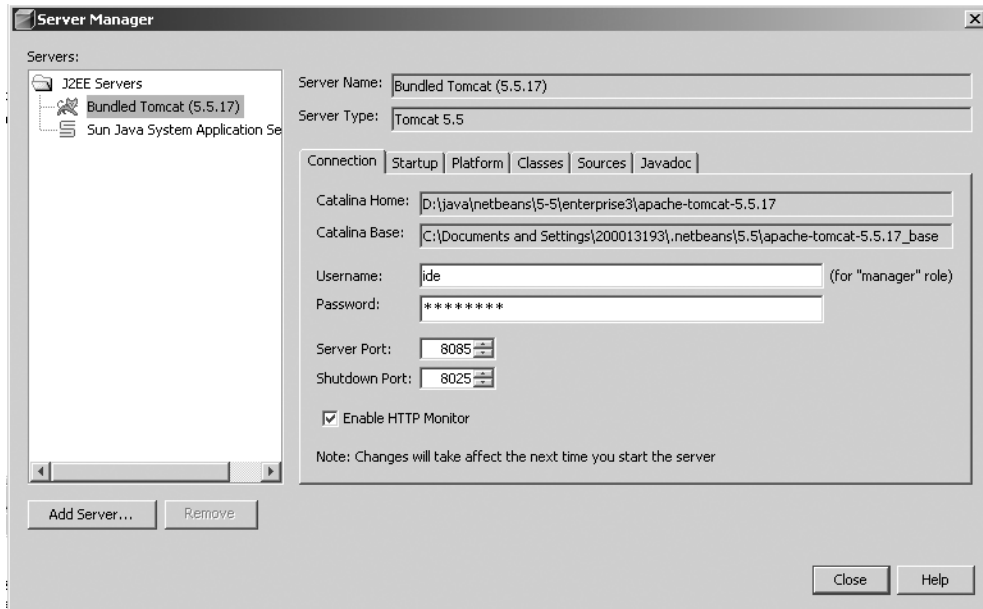 Server Manager
Servers:
J2EE Servers
Bundled Tomcat (5.5.17)
Sun Java System Application Se
Server Name: Bundled Tomcat (5.5.17)
Server Type: Tomcat 5.5
Connection Startup Platform Classes Sources Javadoc
Catalina Home: D:\java\netbeans\5-5\enterprise3\apache-tomcat-5.5.17
Catalina Base: C:\Documents and Settings\200013193\.netbeans\5.5\apache-tomcat-5.5.17_base
Username: ide (for "manager" role)
Password: ********
Server Port: 8085
Shutdown Port: 8025
Enable HTTP Monitor
Note: Changes will take affect the next time you start the server
Add Server... Remove
Close Help